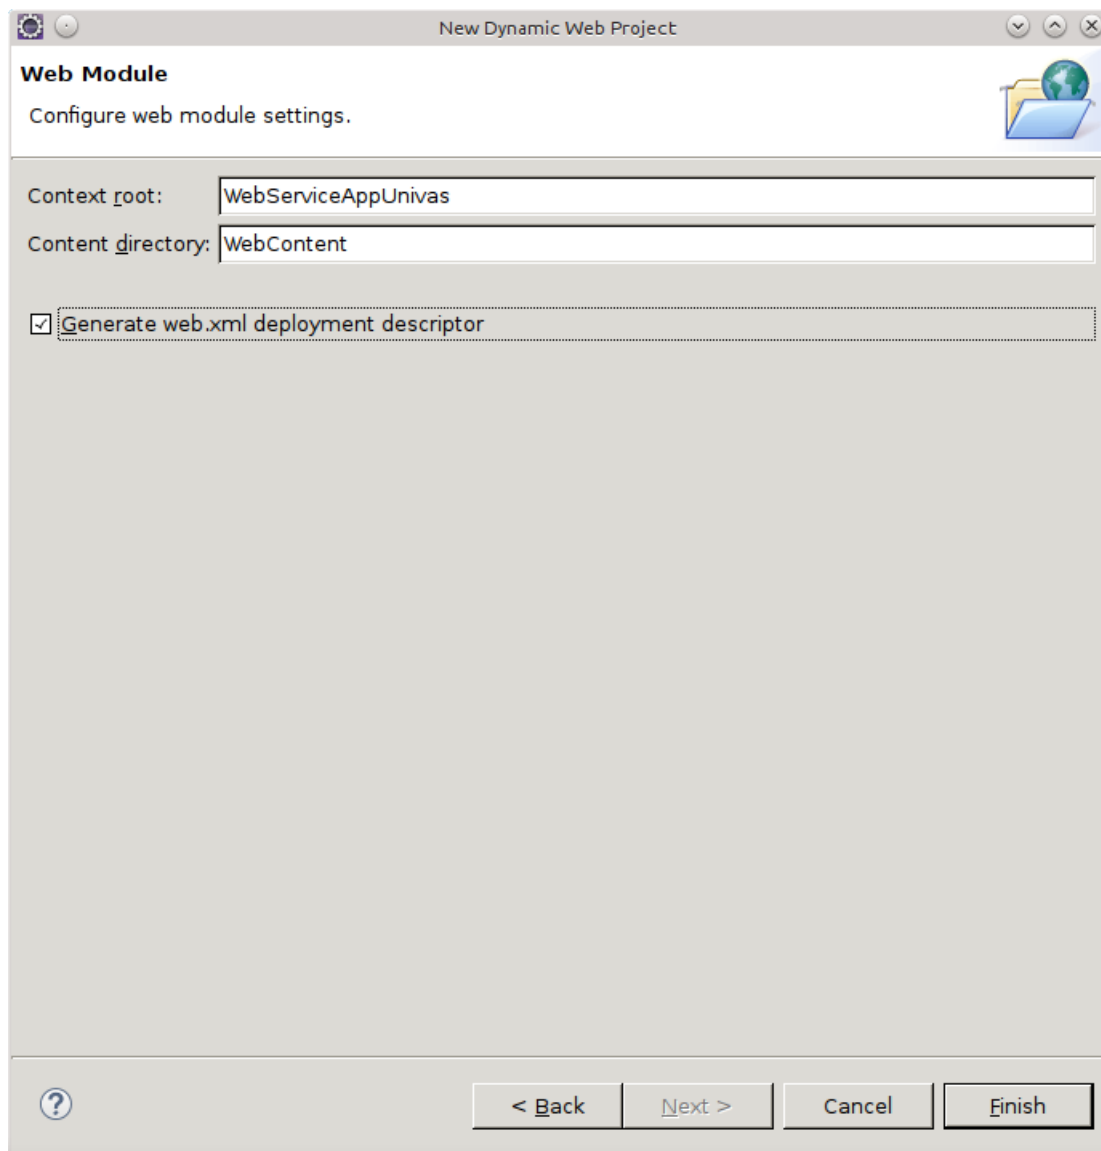 New Dynamic Web Project
Web Module
Configure web module settings.
Context root: WebServiceAppUnivas
Content directory: WebContent
Generate web.xml deployment descriptor
? < Back Next > Cancel Finish